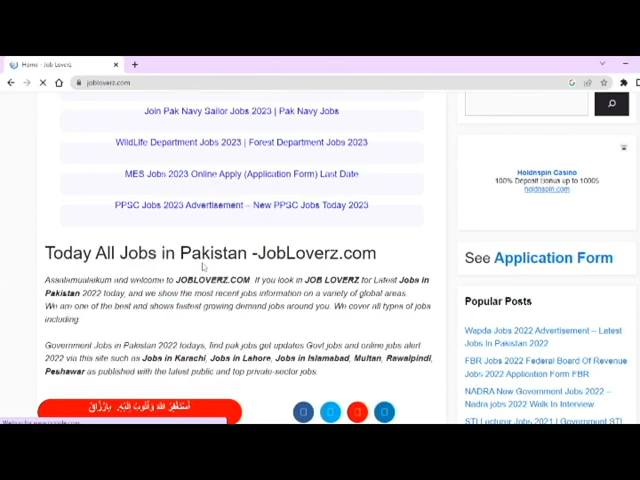 Home - Job Loverz
jobloverz.com
Join Pak Navy Sailor Jobs 2023 | Pak Navy Jobs
WildLife Department Jobs 2023 | Forest Department Jobs 2023
MES Jobs 2023 Online Apply (Application Form) Last Date
PPSC Jobs 2023 Advertisement – New PPSC Jobs Today 2023
Today All Jobs in Pakistan -JobLoverz.com
Assalamualaikum and welcome to JOBLOVERZ.COM. If you look in JOB LOVERZ for Latest Jobs in
Pakistan 2022 today, and we show the most recent jobs information on a variety of global areas.
We are one of the best and shows fastest growing demand jobs around you. We cover all types of jobs
including:
Government Jobs in Pakistan 2022 todays, find pak jobs get updates Govt jobs and online jobs alert
2022 via this site such as Jobs in Karachi, Jobs in Lahore, Jobs in Islamabad, Multan, Rawalpindi,
Peshawar as published with the latest public and top private-sector jobs.
Holdnspin Casino
100% Deposit Bonus up to
holdnspin.com
See Application Form
Popular Posts
Wapda Jobs 2022 Advertisement – Latest
Jobs In Pakistan 2022
FBR Jobs 2022 Federal Board Of Revenue
Jobs 2022 Application Form FBR
NADRA New Government Jobs 2022 –
Nadra jobs 2022 Walk In Interview
STI Lecturer Jobs 2021 | Government STI